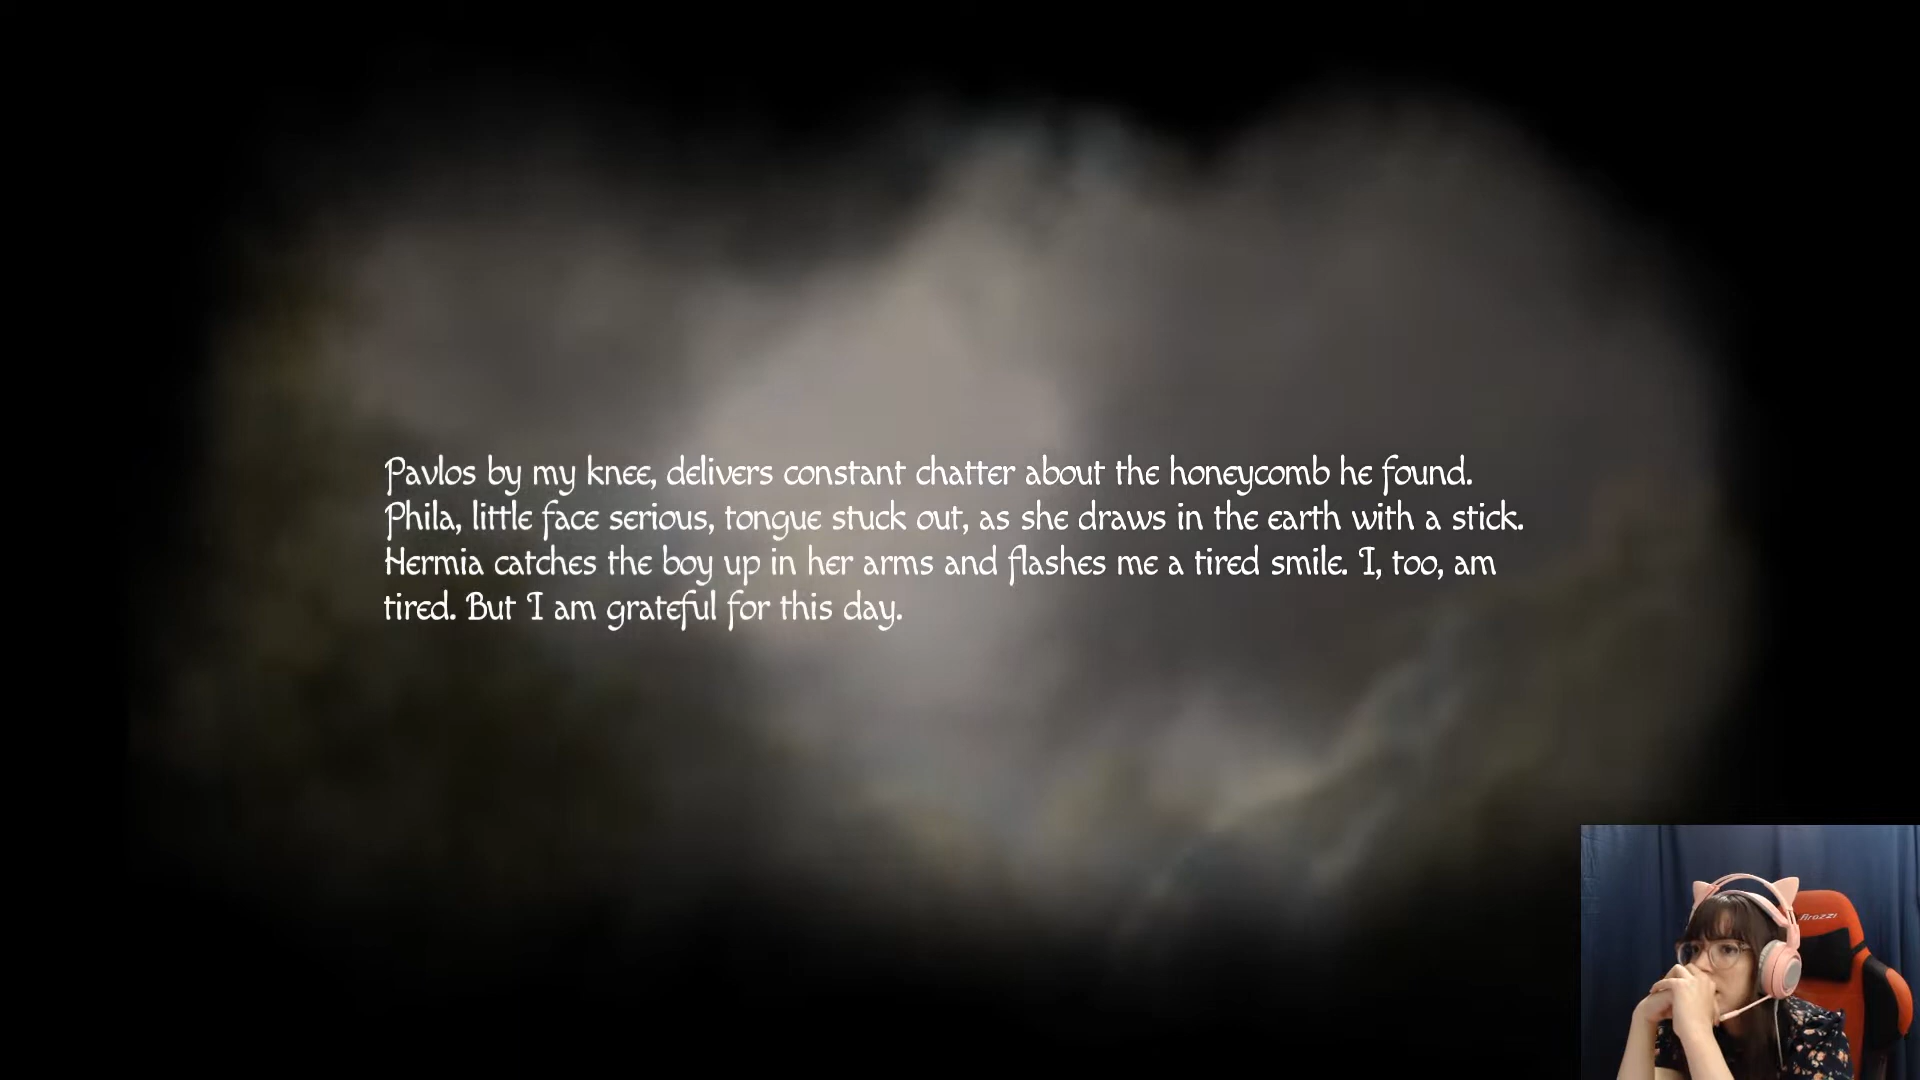 Pavlos by my knee, delivers constant chatter about the honeycomb he found.
Phila, little face serious, tongue stuck out, as she draws in the earth with a stick.
Hermia catches the boy up in her arms and flashes me a tired smile. I, too, am
tired. But I am grateful for this day.
Arozzi